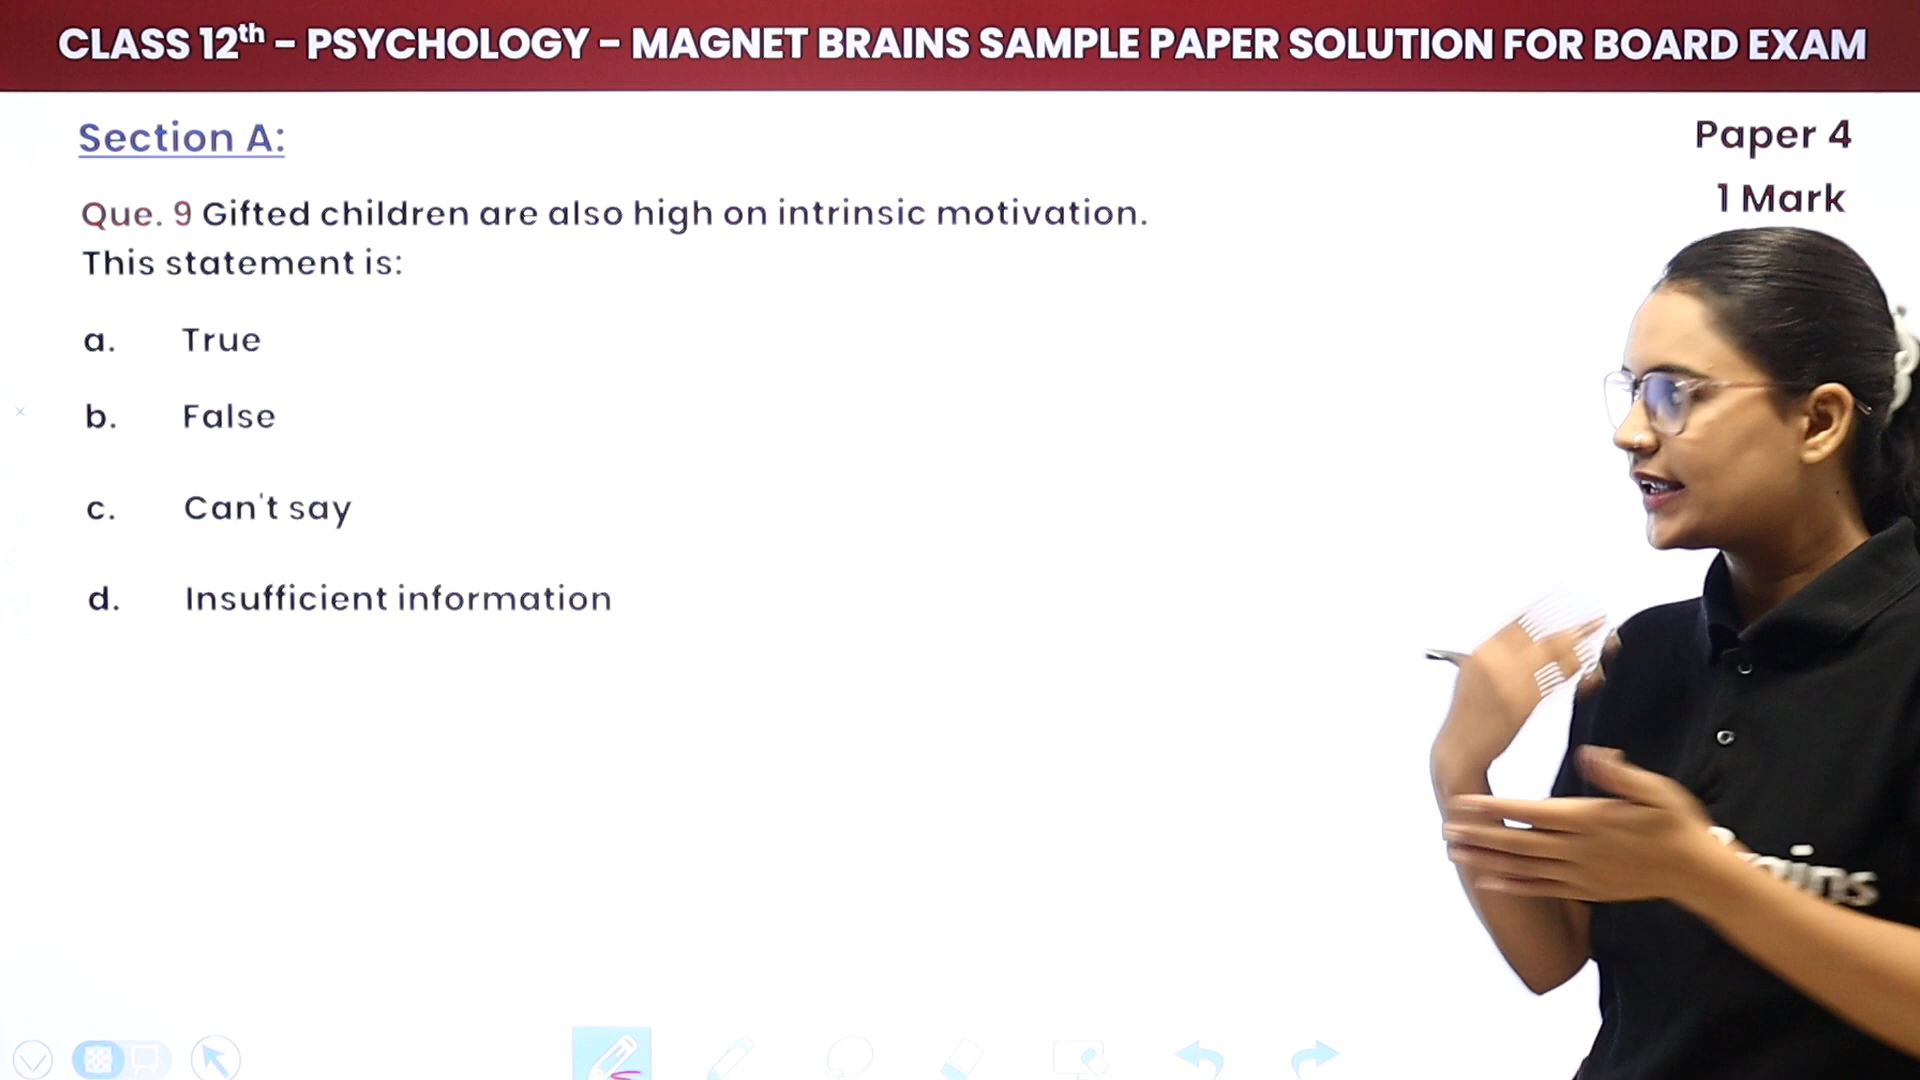 CLASS 12th - PSYCHOLOGY - MAGNET BRAINS SAMPLE PAPER SOLUTION FOR BOARD EXAM
Section A:
Paper 4
1 Mark
Que. 9 Gifted children are also high on intrinsic motivation.
This statement is:
a. True
b. False
c. Can't say
d. Insufficient information